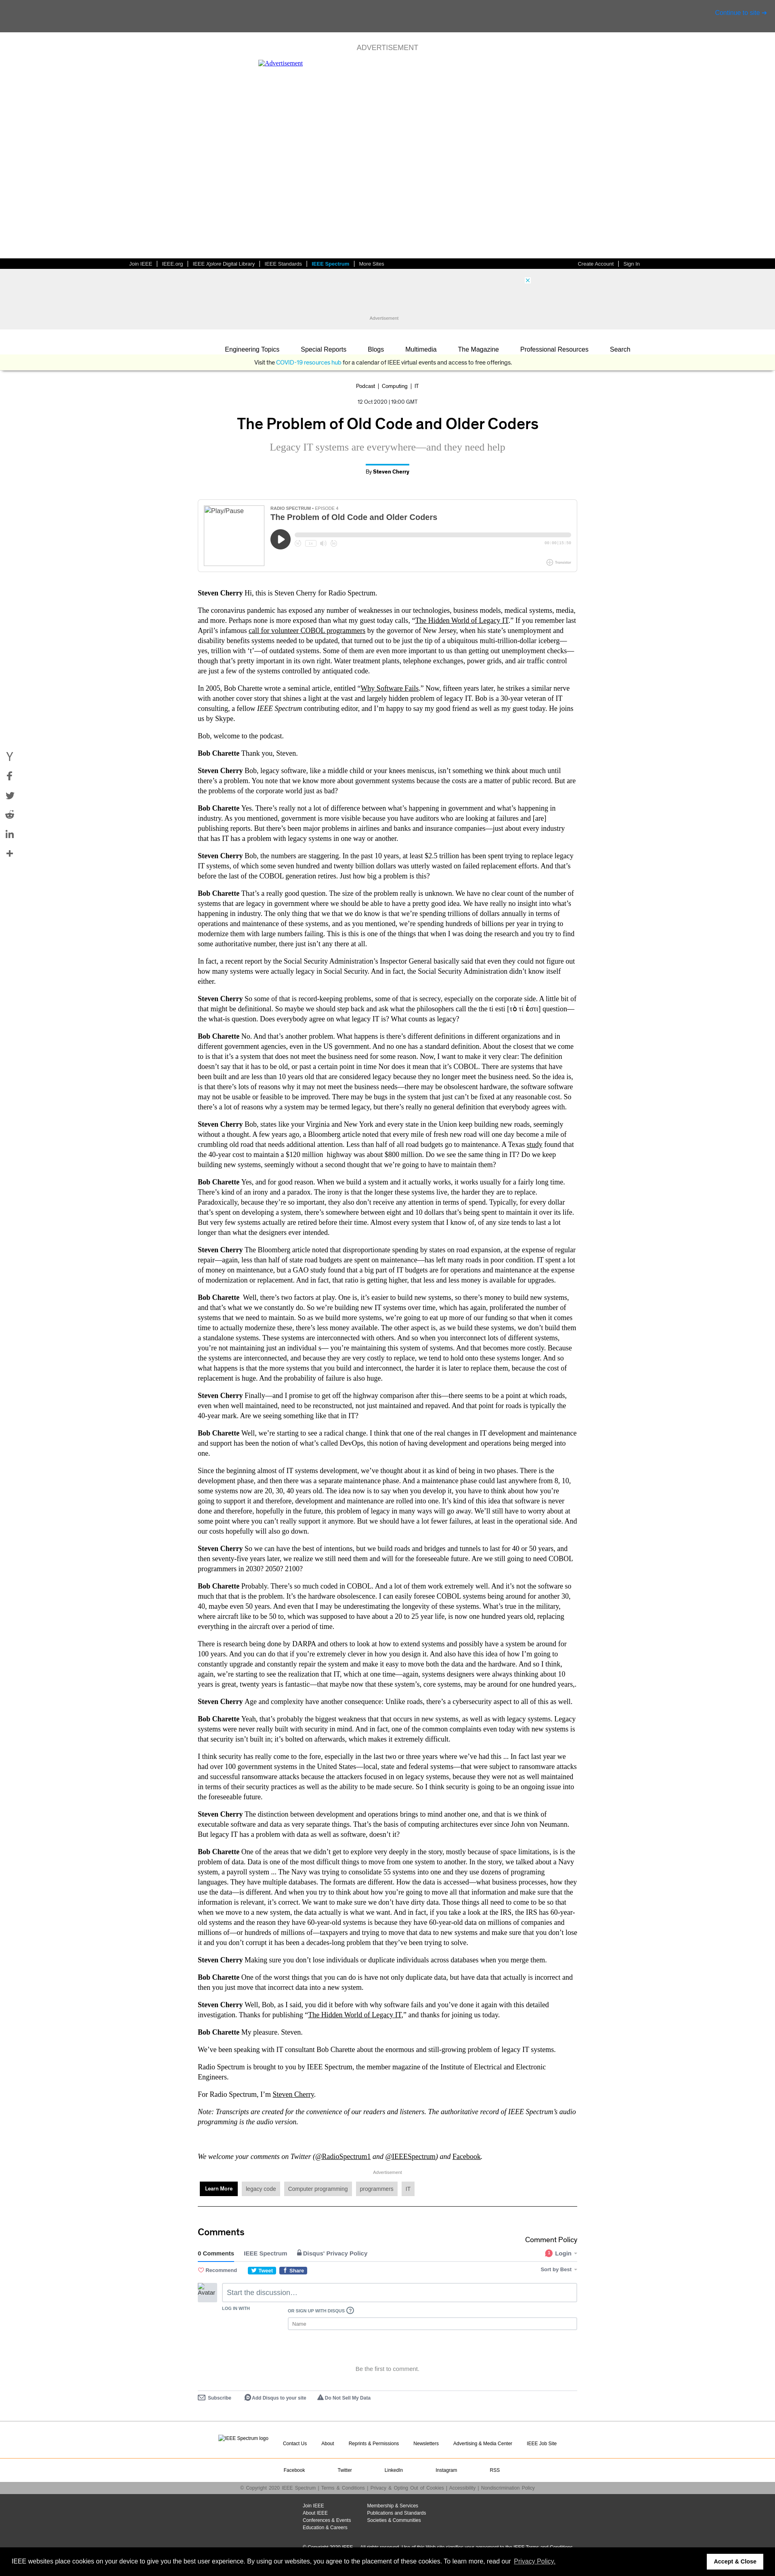 ADVERTISEMENT
Advertisement
Join IEEE | IEEE.org | IEEE Xplore Digital Library | IEEE Standards | IEEE Spectrum | More Sites
Create Account | Sign In
Advertisement
Engineering Topics Special Reports Blogs Multimedia The Magazine Professional Resources Search
Visit the COVID-19 resources hub for a calendar of IEEE virtual events and access to free offerings.
Podcast | Computing | IT
12 Oct 2020 | 19:00 GMT
The Problem of Old Code and Older Coders
Legacy IT systems are everywhere—and they need help
By Steven Cherry
Play/Pause
RADIO SPECTRUM • EPISODE 4
The Problem of Old Code and Older Coders
Steven Cherry Hi, this is Steven Cherry for Radio Spectrum.
The coronavirus pandemic has exposed any number of weaknesses in our technologies, business models, medical systems, media,
and more. Perhaps none is more exposed than what my guest today calls, “The Hidden World of Legacy IT.” If you remember last
April’s infamous call for volunteer COBOL programmers by the governor of New Jersey, when his state’s unemployment and
disability benefits systems needed to be updated, that turned out to be just the tip of a ubiquitous multi-trillion-dollar iceberg—
yes, trillion with ‘t’—of outdated systems. Some of them are even more important to us than getting out unemployment checks—
though that’s pretty important in its own right. Water treatment plants, telephone exchanges, power grids, and air traffic control
are just a few of the systems controlled by antiquated code.
In 2005, Bob Charette wrote a seminal article, entitled “Why Software Fails.” Now, fifteen years later, he strikes a similar nerve
with another cover story that shines a light at the vast and largely hidden problem of legacy IT. Bob is a 30-year veteran of IT
consulting, a fellow IEEE Spectrum contributing editor, and I’m happy to say my good friend as well as my guest today. He joins
us by Skype.
Bob, welcome to the podcast.
Bob Charette Thank you, Steven.
Steven Cherry Bob, legacy software, like a middle child or your knees meniscus, isn’t something we think about much until
there’s a problem. You note that we know more about government systems because the costs are a matter of public record. But are
the problems of the corporate world just as bad?
Bob Charette Yes. There’s really not a lot of difference between what’s happening in government and what’s happening in
industry. As you mentioned, government is more visible because you have auditors who are looking at failures and [are]
publishing reports. But there’s been major problems in airlines and banks and insurance companies—just about every industry
that has IT has a problem with legacy systems in one way or another.
Steven Cherry Bob, the numbers are staggering. In the past 10 years, at least $2.5 trillion has been spent trying to replace legacy
IT systems, of which some seven hundred and twenty billion dollars was utterly wasted on failed replacement efforts. And that’s
before the last of the COBOL generation retires. Just how big a problem is this?
Bob Charette That’s a really good question. The size of the problem really is unknown. We have no clear count of the number of
systems that are legacy in government where we should be able to have a pretty good idea. We have really no insight into what’s
happening in industry. The only thing that we that we do know is that we’re spending trillions of dollars annually in terms of
operations and maintenance of these systems, and as you mentioned, we’re spending hundreds of billions per year in trying to
modernize them with large numbers failing. This is this is one of the things that when I was doing the research and you try to find
some authoritative number, there just isn’t any there at all.
In fact, a recent report by the Social Security Administration’s Inspector General basically said that even they could not figure out
how many systems were actually legacy in Social Security. And in fact, the Social Security Administration didn’t know itself
either.
Steven Cherry So some of that is record-keeping problems, some of that is secrecy, especially on the corporate side. A little bit of
that might be definitional. So maybe we should step back and ask what the philosophers call the the ti esti [τὸ τί ἐστι] question—
the what-is question. Does everybody agree on what legacy IT is? What counts as legacy?
Bob Charette No. And that’s another problem. What happens is there’s different definitions in different organizations and in
different government agencies, even in the US government. And no one has a standard definition. About the closest that we come
to is that it’s a system that does not meet the business need for some reason. Now, I want to make it very clear: The definition
doesn’t say that it has to be old, or past a certain point in time Nor does it mean that it’s COBOL. There are systems that have
been built and are less than 10 years old that are considered legacy because they no longer meet the business need. So the idea is,
is that there’s lots of reasons why it may not meet the business needs—there may be obsolescent hardware, the software software
may not be usable or feasible to be improved. There may be bugs in the system that just can’t be fixed at any reasonable cost. So
there’s a lot of reasons why a system may be termed legacy, but there’s really no general definition that everybody agrees with.
Steven Cherry Bob, states like your Virginia and New York and every other state in the Union keep building new roads, seemingly
without a thought. A few years ago, a Bloomberg article noted that every mile of fresh new road will one day become a mile of
crumbling old road that needs additional attention. Less than half of all road budgets go to maintenance. A Texas study found that
the 40-year cost to maintain a $120 million highway was about $800 million. Do we see the same thing in IT? Do we keep
building new systems, seemingly without a second thought that we’re going to have to maintain them?
Bob Charette Yes, and for good reason. When we build a system and it actually works, it works usually for a fairly long time.
There’s kind of an irony and a paradox. The irony is that the longer these systems live, the harder they are to replace.
Paradoxically, because they’re so important, they also don’t receive any attention in terms of spend. Typically, for every dollar
that’s spent on developing a system, there’s somewhere between eight and 10 dollars that’s being spent to maintain it over its life.
But very few systems actually are retired before their time. Almost every system that I know of, of any size tends to last a lot
longer than what the designers ever intended.
Steven Cherry The Bloomberg article noted that disproportionate spending by states on road expansion, at the expense of regular
repair—again, less than half of state road budgets are spent on maintenance—has left many roads in poor condition. IT spent a lot
of money on maintenance, but a GAO study found that a big part of IT budgets are for operations and maintenance at the expense
of modernization or replacement. And in fact, that ratio is getting higher, that less and less money is available for upgrades.
Bob Charette Well, there’s two factors at play. One is, it’s easier to build new systems, so there’s money to build new systems,
and that’s what we we constantly do. So we’re building new IT systems over time, which has again, proliferated the number of
systems that we need to maintain. So as we build more systems, we’re going to eat up more of our funding so that when it comes
time to actually modernize these, there’s less money available. The other aspect is, as we build these systems, we don’t build them
a standalone systems. These systems are interconnected with others. And so when you interconnect lots of different systems,
you’re not maintaining just an individual s— you’re maintaining this system of systems. And that becomes more costly. Because
the systems are interconnected, and because they are very costly to replace, we tend to hold onto these systems longer. And so
what happens is that the more systems that you build and interconnect, the harder it is later to replace them, because the cost of
replacement is huge. And the probability of failure is also huge.
Steven Cherry Finally—and I promise to get off the highway comparison after this—there seems to be a point at which roads,
even when well maintained, need to be reconstructed, not just maintained and repaved. And that point for roads is typically the
40-year mark. Are we seeing something like that in IT?
Bob Charette Well, we’re starting to see a radical change. I think that one of the real changes in IT development and maintenance
and support has been the notion of what’s called DevOps, this notion of having development and operations being merged into
one.
Since the beginning almost of IT systems development, we’ve thought about it as kind of being in two phases. There is the
development phase, and then there was a separate maintenance phase. And a maintenance phase could last anywhere from 8, 10,
some systems now are 20, 30, 40 years old. The idea now is to say when you develop it, you have to think about how you’re
going to support it and therefore, development and maintenance are rolled into one. It’s kind of this idea that software is never
done and therefore, hopefully in the future, this problem of legacy in many ways will go away. We’ll still have to worry about at
some point where you can’t really support it anymore. But we should have a lot fewer failures, at least in the operational side. And
our costs hopefully will also go down.
Steven Cherry So we can have the best of intentions, but we build roads and bridges and tunnels to last for 40 or 50 years, and
then seventy-five years later, we realize we still need them and will for the foreseeable future. Are we still going to need COBOL
programmers in 2030? 2050? 2100?
Bob Charette Probably. There’s so much coded in COBOL. And a lot of them work extremely well. And it’s not the software so
much that that is the problem. It’s the hardware obsolescence. I can easily foresee COBOL systems being around for another 30,
40, maybe even 50 years. And even that I may be underestimating the longevity of these systems. What’s true in the military,
where aircraft like to be 50 to, which was supposed to have about a 20 to 25 year life, is now one hundred years old, replacing
everything in the aircraft over a period of time.
There is research being done by DARPA and others to look at how to extend systems and possibly have a system be around for
100 years. And you can do that if you’re extremely clever in how you design it. And also have this idea of how I’m going to
constantly upgrade and constantly repair the system and make it easy to move both the data and the hardware. And so I think,
again, we’re starting to see the realization that IT, which at one time—again, systems designers were always thinking about 10
years is great, twenty years is fantastic—that maybe now that these system’s, core systems, may be around for one hundred years,.
Steven Cherry Age and complexity have another consequence: Unlike roads, there’s a cybersecurity aspect to all of this as well.
Bob Charette Yeah, that’s probably the biggest weakness that that occurs in new systems, as well as with legacy systems. Legacy
systems were never really built with security in mind. And in fact, one of the common complaints even today with new systems is
that security isn’t built in; it’s bolted on afterwards, which makes it extremely difficult.
I think security has really come to the fore, especially in the last two or three years where we’ve had this ... In fact last year we
had over 100 government systems in the United States—local, state and federal systems—that were subject to ransomware attacks
and successful ransomware attacks because the attackers focused in on legacy systems, because they were not as well maintained
in terms of their security practices as well as the ability to be made secure. So I think security is going to be an ongoing issue into
the foreseeable future.
Steven Cherry The distinction between development and operations brings to mind another one, and that is we think of
executable software and data as very separate things. That’s the basis of computing architectures ever since John von Neumann.
But legacy IT has a problem with data as well as software, doesn’t it?
Bob Charette One of the areas that we didn’t get to explore very deeply in the story, mostly because of space limitations, is is the
problem of data. Data is one of the most difficult things to move from one system to another. In the story, we talked about a Navy
system, a payroll system ... The Navy was trying to consolidate 55 systems into one and they use dozens of programming
languages. They have multiple databases. The formats are different. How the data is accessed—what business processes, how they
use the data—is different. And when you try to think about how you’re going to move all that information and make sure that the
information is relevant, it’s correct. We want to make sure we don’t have dirty data. Those things all need to come to be so that
when we move to a new system, the data actually is what we want. And in fact, if you take a look at the IRS, the IRS has 60-year-
old systems and the reason they have 60-year-old systems is because they have 60-year-old data on millions of companies and
millions of—or hundreds of millions of—taxpayers and trying to move that data to new systems and make sure that you don’t lose
it and you don’t corrupt it has been a decades-long problem that they’ve been trying to solve.
Steven Cherry Making sure you don’t lose individuals or duplicate individuals across databases when you merge them.
Bob Charette One of the worst things that you can do is have not only duplicate data, but have data that actually is incorrect and
then you just move that incorrect data into a new system.
Steven Cherry Well, Bob, as I said, you did it before with why software fails and you’ve done it again with this detailed
investigation. Thanks for publishing “The Hidden World of Legacy IT,” and thanks for joining us today.
Bob Charette My pleasure. Steven.
We’ve been speaking with IT consultant Bob Charette about the enormous and still-growing problem of legacy IT systems.
Radio Spectrum is brought to you by IEEE Spectrum, the member magazine of the Institute of Electrical and Electronic
Engineers.
For Radio Spectrum, I’m Steven Cherry.
Note: Transcripts are created for the convenience of our readers and listeners. The authoritative record of IEEE Spectrum’s audio
programming is the audio version.
We welcome your comments on Twitter (@RadioSpectrum1 and @IEEESpectrum) and Facebook.
Advertisement
Learn More legacy code Computer programming programmers IT
Comments
Comment Policy
0 Comments IEEE Spectrum Disqus' Privacy Policy Login
Recommend Tweet Share Sort by Best
Avatar
Start the discussion…
LOG IN WITH
OR SIGN UP WITH DISQUS ?
Name
Be the first to comment.
Subscribe Add Disqus to your site Do Not Sell My Data
IEEE Spectrum logo
Contact Us About Reprints & Permissions Newsletters Advertising & Media Center IEEE Job Site
Facebook Twitter LinkedIn Instagram RSS
© Copyright 2020 IEEE Spectrum | Terms & Conditions | Privacy & Opting Out of Cookies | Accessibility | Nondiscrimination Policy
Join IEEE
About IEEE
Conferences & Events
Education & Careers
Membership & Services
Publications and Standards
Societies & Communities
IEEE websites place cookies on your device to give you the best user experience. By using our websites, you agree to the placement of these cookies. To learn more, read our Privacy Policy.
Accept & Close